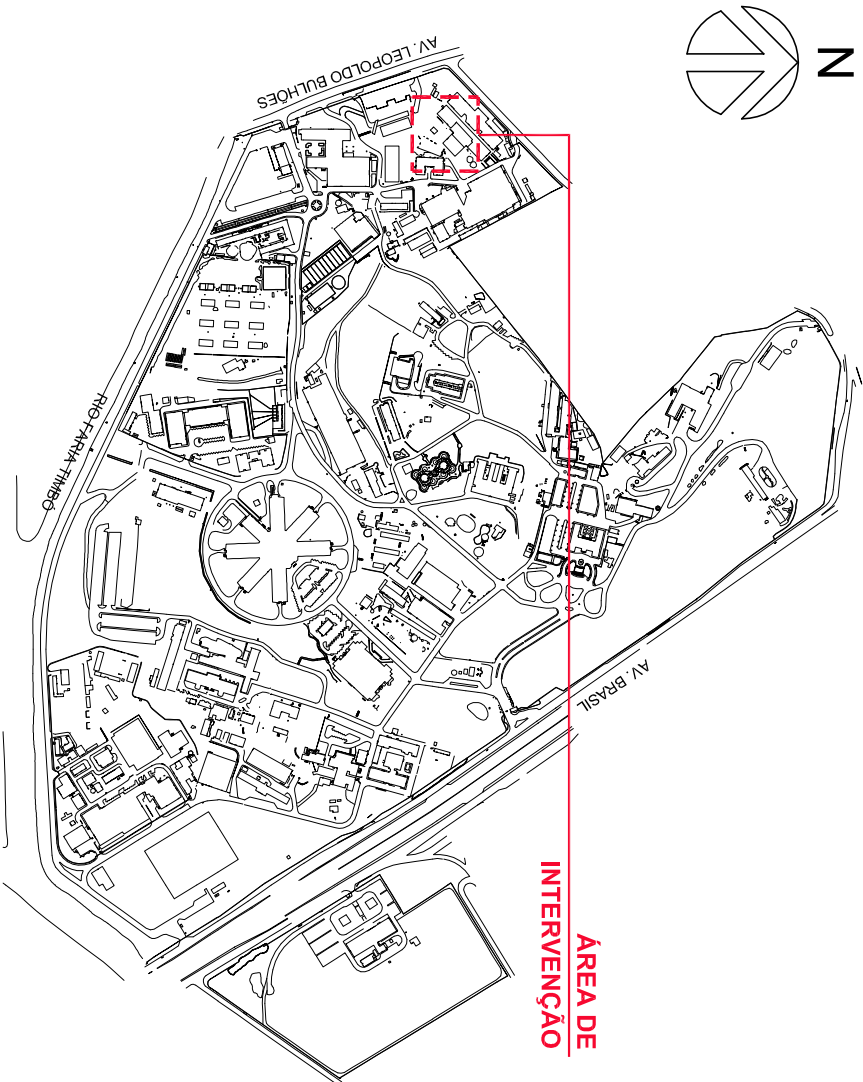 N
AV. LEOPOLDO BULHÕES
RIO FARIA TIMBÓ
AV. BRASIL
ÁREA DE
INTERVENÇÃO